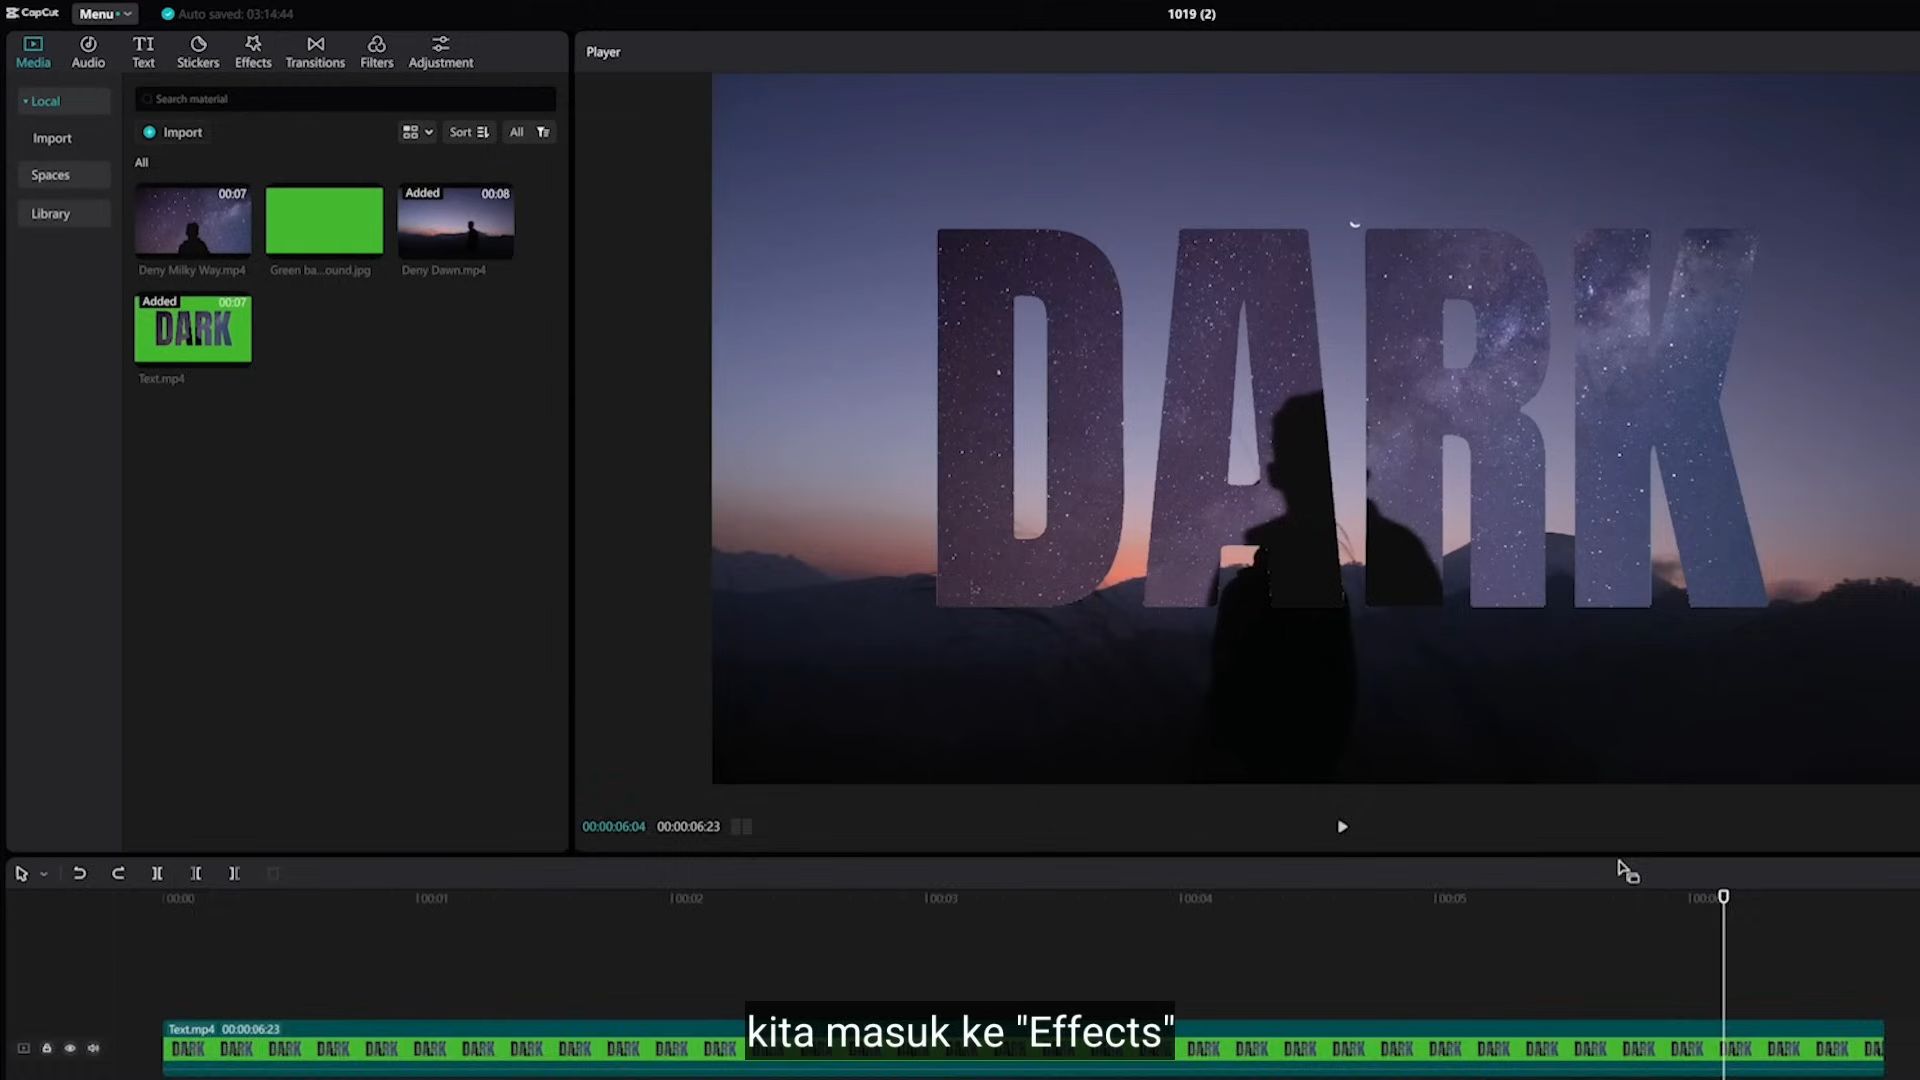 CapCut
Menu
Auto saved: 03:14:44
1019 (2)
Media
Audio
TI
Text
Stickers
Effects
Transitions
Filters
Adjustment
Player
Local
Import
Spaces
Library
Search material
Import
Sort
All
All
00:07
Added
00:08
Deny Milky Way.mp4
Green ba...ound.jpg
Deny Dawn.mp4
Added
00:07
DARK
Text.mp4
DARK
00:00:06:04
00:00:06:23
00:00
00:01
00:02
00:03
00:04
00:05
Text.mp4 00:00:06:23
DARK DARK DARK DARK DARK DARK DARK DARK DARK DARK DARK DARK DARK DARK DARK DARK DARK DARK DARK DARK DARK DARK DARK DARK DARK DARK
kita masuk ke "Effects"